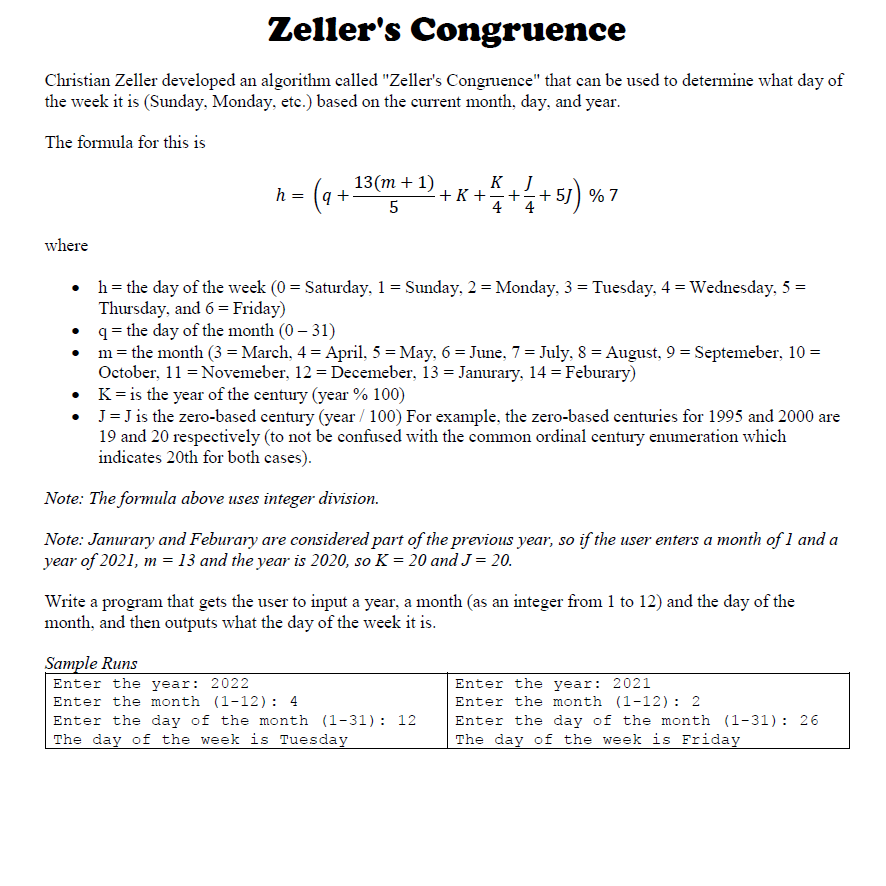 Zeller's Congruence
Christian Zeller developed an algorithm called "Zeller's Congruence" that can be used to determine what day of
the week it is (Sunday, Monday, etc.) based on the current month, day, and year.
The formula for this is
h = (q + 13(m + 1)/5 + K + K/4 + J/4 + 5J) % 7
where
• h = the day of the week (0 = Saturday, 1 = Sunday, 2 = Monday, 3 = Tuesday, 4 = Wednesday, 5 =
Thursday, and 6 = Friday)
• q = the day of the month (0 – 31)
• m = the month (3 = March, 4 = April, 5 = May, 6 = June, 7 = July, 8 = August, 9 = Septemeber, 10 =
October, 11 = Novemeber, 12 = Decemeber, 13 = Janurary, 14 = Feburary)
• K = is the year of the century (year % 100)
• J = J is the zero-based century (year / 100) For example, the zero-based centuries for 1995 and 2000 are
19 and 20 respectively (to not be confused with the common ordinal century enumeration which
indicates 20th for both cases).
Note: The formula above uses integer division.
Note: Janurary and Feburary are considered part of the previous year, so if the user enters a month of 1 and a
year of 2021, m = 13 and the year is 2020, so K = 20 and J = 20.
Write a program that gets the user to input a year, a month (as an integer from 1 to 12) and the day of the
month, and then outputs what the day of the week it is.
Sample Runs
Enter the year: 2022
Enter the month (1-12): 4
Enter the day of the month (1-31): 12
The day of the week is Tuesday
Enter the year: 2021
Enter the month (1-12): 2
Enter the day of the month (1-31): 26
The day of the week is Friday